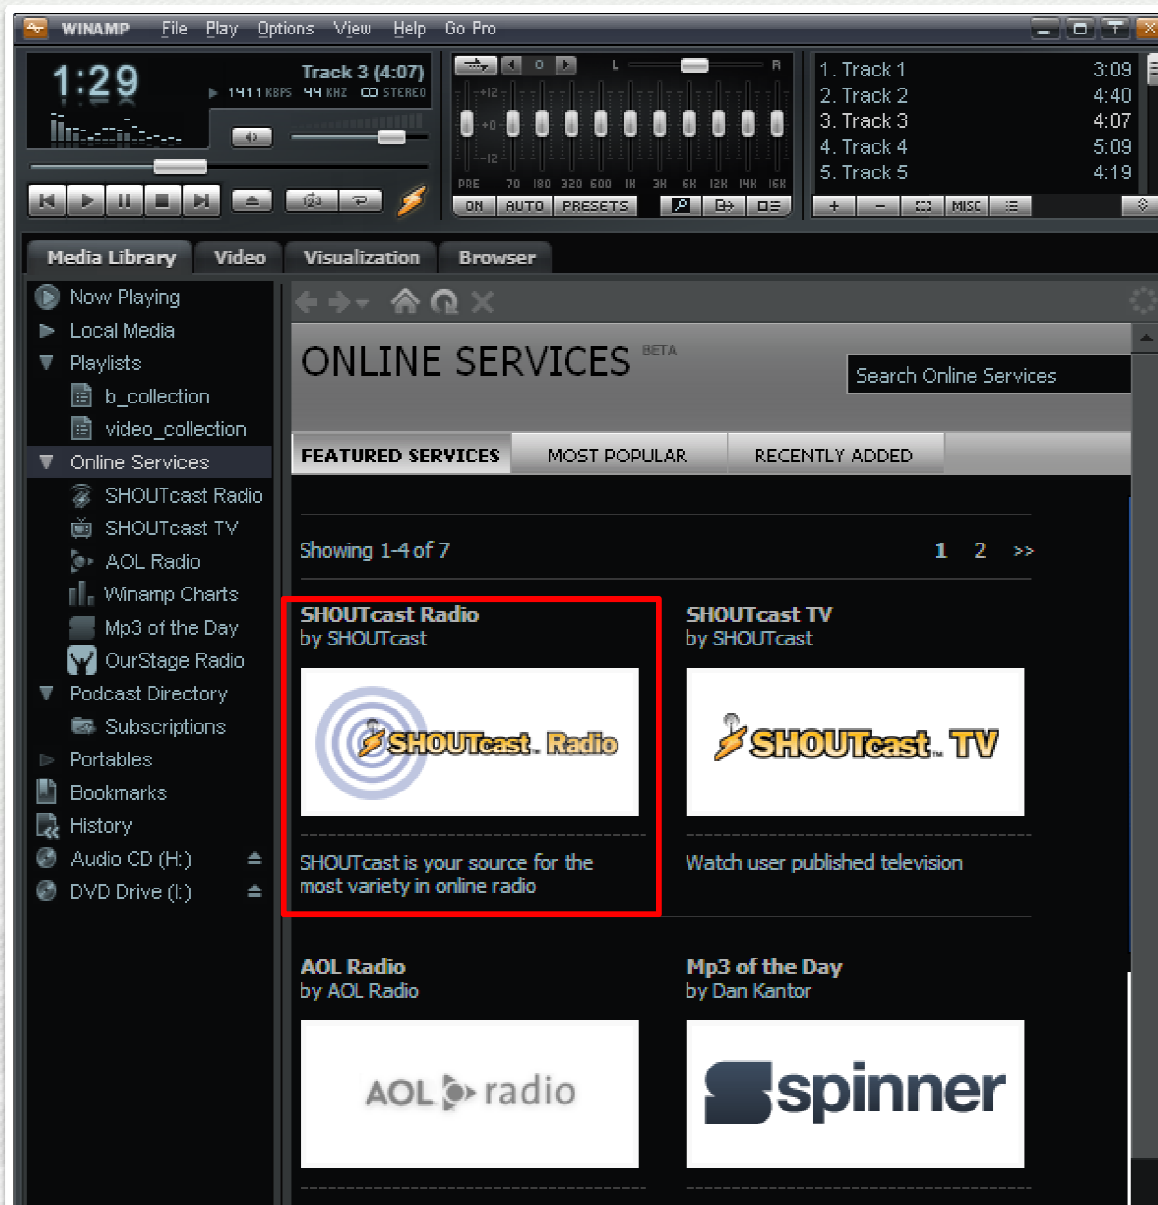 WINAMP File Play Options View Help Go Pro
1:29
Track 3 (4:07)
1411 KBPS 44 KHZ STEREO
0 L R
+12
+0
-12
PRE 70 180 320 600 1K 3K 6K 12K 14K 16K
ON AUTO PRESETS
1. Track 1 3:09
2. Track 2 4:40
3. Track 3 4:07
4. Track 4 5:09
5. Track 5 4:19
+ - MISC
Media Library Video Visualization Browser
Now Playing
Local Media
Playlists
b_collection
video_collection
Online Services
SHOUTcast Radio
SHOUTcast TV
AOL Radio
Winamp Charts
Mp3 of the Day
OurStage Radio
Podcast Directory
Subscriptions
Portables
Bookmarks
History
Audio CD (H:)
DVD Drive (I:)
ONLINE SERVICES BETA
Search Online Services
FEATURED SERVICES MOST POPULAR RECENTLY ADDED
Showing 1-4 of 7 1 2 >>
SHOUTcast Radio
by SHOUTcast
SHOUTcast™ Radio
SHOUTcast is your source for the
most variety in online radio
SHOUTcast TV
by SHOUTcast
SHOUTcast™ TV
Watch user published television
AOL Radio
by AOL Radio
AOL radio
Mp3 of the Day
by Dan Kantor
spinner